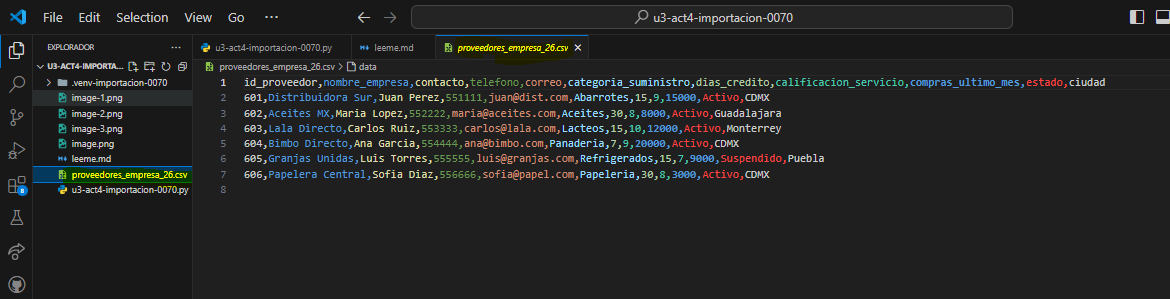 File Edit Selection View Go ··· u3-act4-importacion-0070
EXPLORADOR ···
U3-ACT4-IMPORTA...
.venv-importacion-0070
image-1.png
image-2.png
image-3.png
image.png
leeme.md
proveedores_empresa_26.csv
u3-act4-importacion-0070.py
8
u3-act4-importacion-0070.py leeme.md proveedores_empresa_26.csv
proveedores_empresa_26.csv > data
1 id_proveedor,nombre_empresa,contacto,telefono,correo,categoria_suministro,dias_credito,calificacion_servicio,compras_ultimo_mes,estado,ciudad
2 601,Distribuidora Sur,Juan Perez,551111,juan@dist.com,Abarrotes,15,9,15000,Activo,CDMX
3 602,Aceites MX,Maria Lopez,552222,maria@aceites.com,Aceites,30,8,8000,Activo,Guadalajara
4 603,Lala Directo,Carlos Ruiz,553333,carlos@lala.com,Lacteos,15,10,12000,Activo,Monterrey
5 604,Bimbo Directo,Ana Garcia,554444,ana@bimbo.com,Panaderia,7,9,20000,Activo,CDMX
6 605,Granjas Unidas,Luis Torres,555555,luis@granjas.com,Refrigerados,15,7,9000,Suspendido,Puebla
7 606,Papelera Central,Sofia Diaz,556666,sofia@papel.com,Papeleria,30,8,3000,Activo,CDMX
8